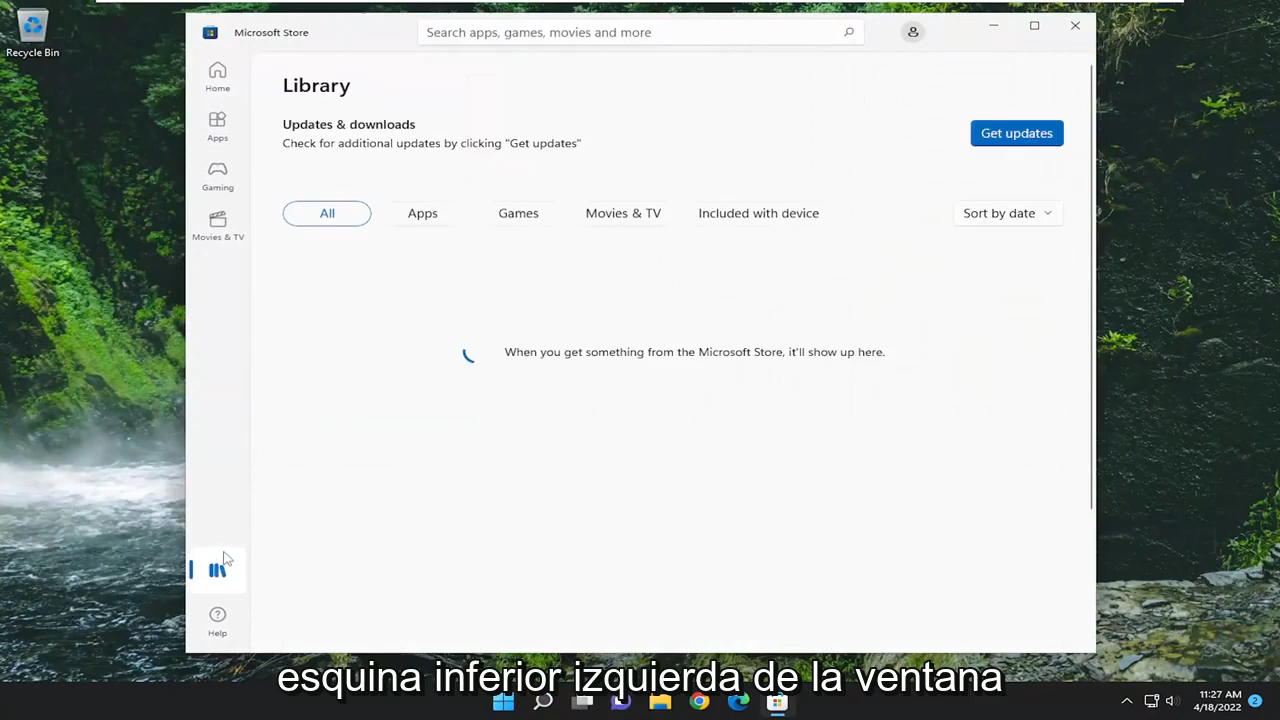 Recycle Bin
Microsoft Store
Search apps, games, movies and more
Home
Apps
Gaming
Movies & TV
Library
Updates & downloads
Check for additional updates by clicking "Get updates"
Get updates
All
Apps
Games
Movies & TV
Included with device
Sort by date
When you get something from the Microsoft Store, it'll show up here.
Help
esquina inferior izquierda de la ventana
11:27 AM
4/18/2022
2